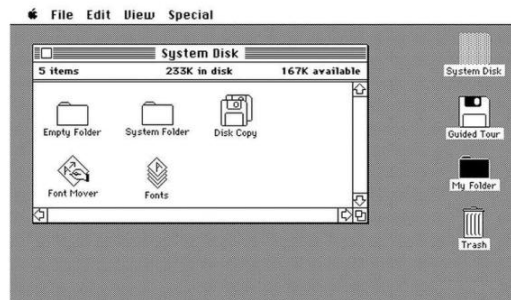 File Edit View Special
System Disk
5 items 233K in disk 167K available
Empty Folder System Folder Disk Copy
Font Mover Fonts
System Disk
Guided Tour
My Folder
Trash